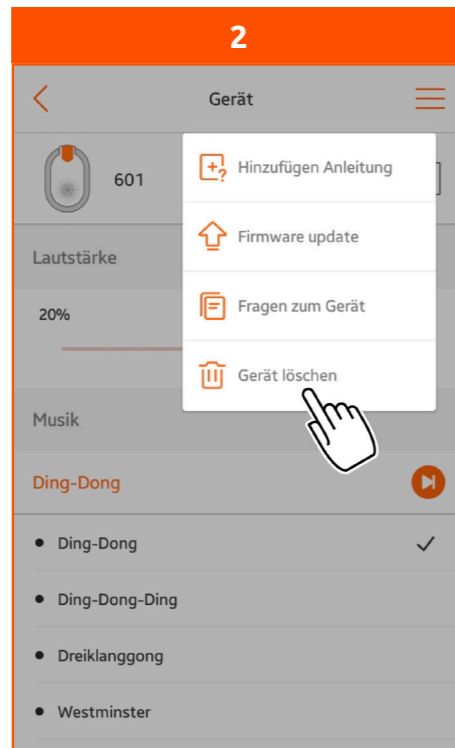 2
Gerät
601
Hinzufügen Anleitung
Firmware update
Lautstärke
Fragen zum Gerät
20%
Gerät löschen
Musik
Ding-Dong
Ding-Dong
Ding-Dong-Ding
Dreiklanggong
Westminster